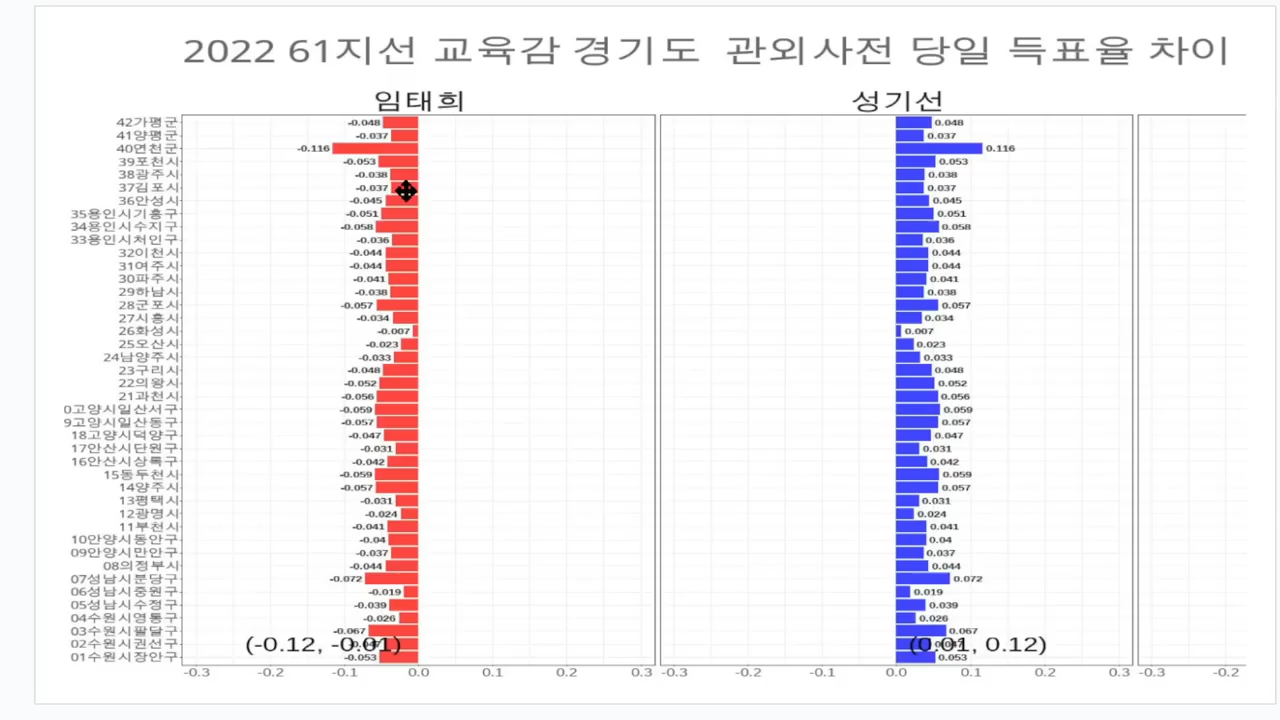 2022 61지선 교육감 경기도 관외사전 당일 득표율 차이
임태희 성기선
42가평군 -0.048 0.048
41양평군 -0.037 0.037
40연천군 -0.116 0.116
39포천시 -0.053 0.053
38광주시 -0.038 0.038
37김포시 -0.037 0.037
36안성시 -0.045 0.045
35용인시기흥구 -0.051 0.051
34용인시수지구 -0.058 0.058
33용인시처인구 -0.036 0.036
32이천시 -0.044 0.044
31여주시 -0.044 0.044
30파주시 -0.041 0.041
29하남시 -0.038 0.038
28군포시 -0.057 0.057
27시흥시 -0.034 0.034
26화성시 -0.007 0.007
25오산시 -0.023 0.023
24남양주시 -0.033 0.033
23구리시 -0.048 0.048
22의왕시 -0.052 0.052
21과천시 -0.056 0.056
0고양시일산서구 -0.059 0.059
9고양시일산동구 -0.057 0.057
18고양시덕양구 -0.047 0.047
17안산시단원구 -0.031 0.031
16안산시상록구 -0.042 0.042
15동두천시 -0.059 0.059
14양주시 -0.057 0.057
13평택시 -0.031 0.031
12광명시 -0.024 0.024
11부천시 -0.041 0.041
10안양시동안구 -0.04 0.04
09안양시만안구 -0.037 0.037
08의정부시 -0.044 0.044
07성남시분당구 -0.072 0.072
06성남시중원구 -0.019 0.019
05성남시수정구 -0.039 0.039
04수원시영통구 -0.026 0.026
03수원시팔달구 -0.067 0.067
02수원시권선구 (-0.12, -0.01) (0.01, 0.12)
01수원시장안구 -0.053 0.053
-0.3 -0.2 -0.1 0.0 0.1 0.2 0.3 -0.3 -0.2 -0.1 0.0 0.1 0.2 0.3 -0.3 -0.2